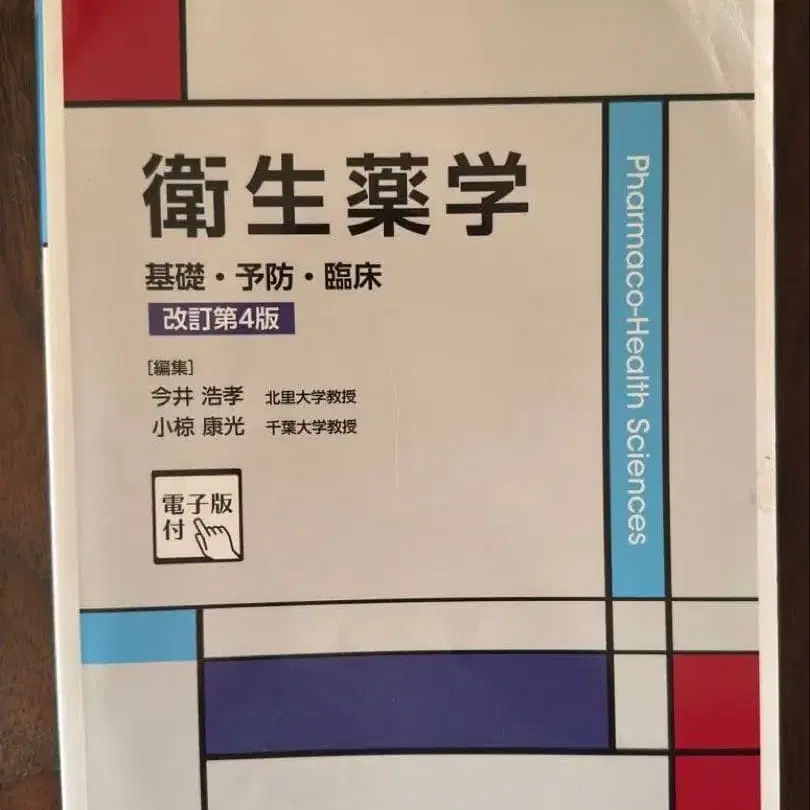 衛生薬学
基礎・予防・臨床
改訂第4版
[編集]
今井 浩孝 北里大学教授
小椋 康光 千葉大学教授
電子版
付
Pharmaco-Health Sciences